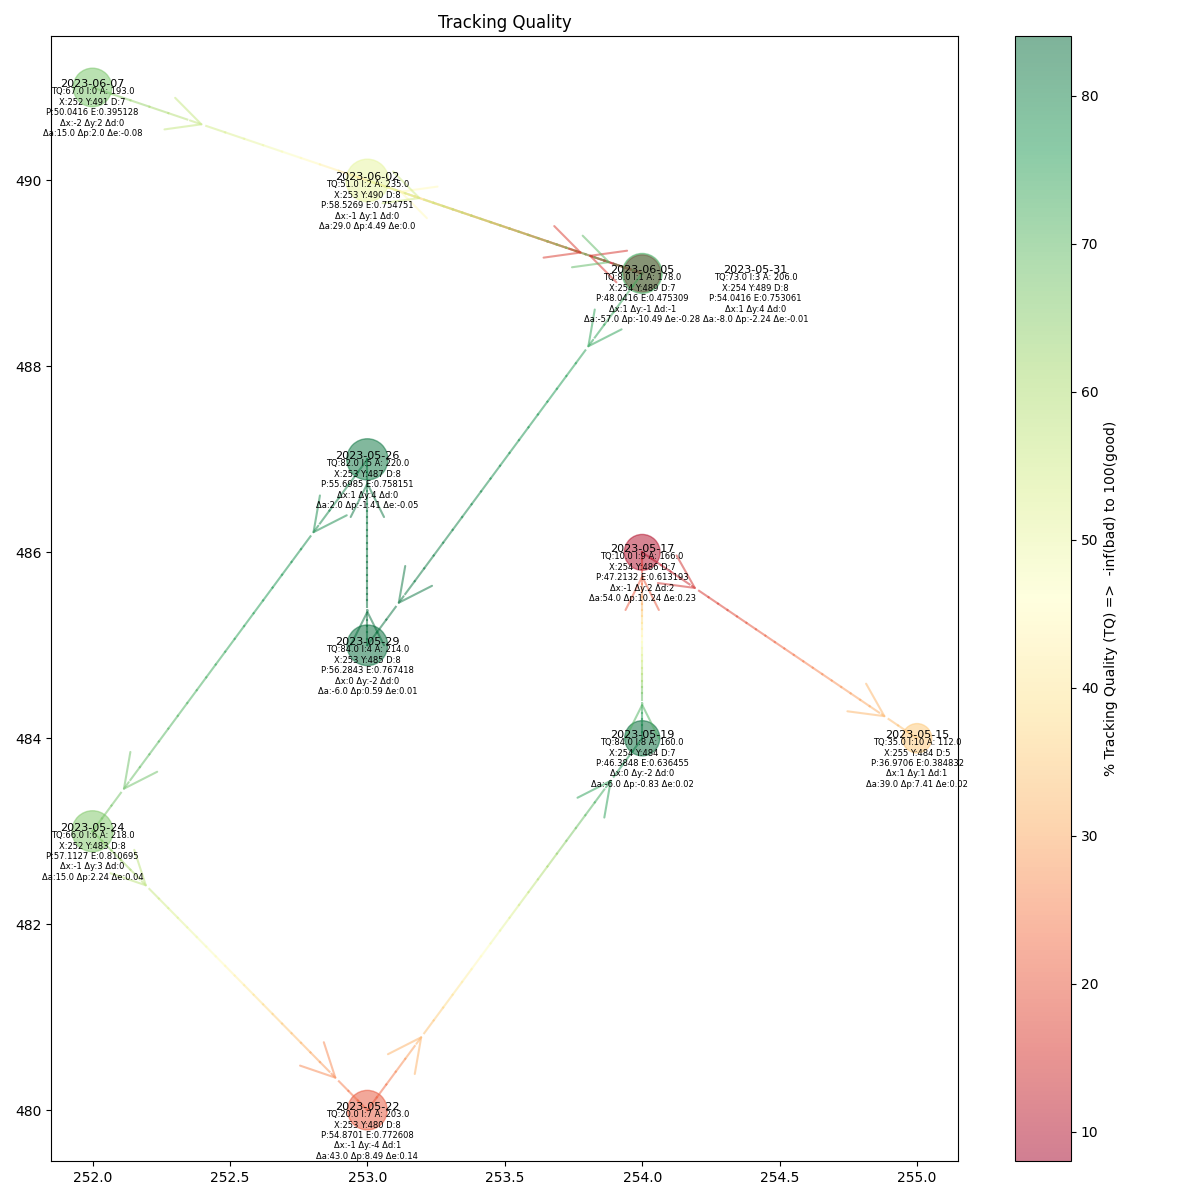 Tracking Quality
2023-06-07
TQ:67.0 I:0 A: 193.0
X:252 Y:491 D:7
P:50.0416 E:0.395128
Δx:-2 Δy:2 Δd:0
Δa:15.0 Δp:2.0 Δe:-0.08
2023-06-02
TQ:51.0 I:2 A: 235.0
X:253 Y:490 D:8
P:58.5269 E:0.754751
Δx:-1 Δy:1 Δd:0
Δa:29.0 Δp:4.49 Δe:0.0
2023-06-05
TQ:8.0 I:1 A: 178.0
X:254 Y:489 D:7
P:48.0416 E:0.475309
Δx:1 Δy:-1 Δd:-1
Δa:-57.0 Δp:-10.49 Δe:-0.28
2023-05-31
TQ:73.0 I:3 A: 206.0
X:254 Y:489 D:8
P:54.0416 E:0.753061
Δx:1 Δy:4 Δd:0
Δa:-8.0 Δp:-2.24 Δe:-0.01
2023-05-26
TQ:82.0 I:5 A: 220.0
X:253 Y:487 D:8
P:55.6985 E:0.758151
Δx:1 Δy:4 Δd:0
Δa:2.0 Δp:-1.41 Δe:-0.05
2023-05-17
TQ:10.0 I:9 A: 166.0
X:254 Y:486 D:7
P:47.2132 E:0.613193
Δx:-1 Δy:2 Δd:2
Δa:54.0 Δp:10.24 Δe:0.23
2023-05-29
TQ:84.0 I:4 A: 214.0
X:253 Y:485 D:8
P:56.2843 E:0.767418
Δx:0 Δy:-2 Δd:0
Δa:-6.0 Δp:0.59 Δe:0.01
2023-05-19
TQ:84.0 I:8 A: 160.0
X:254 Y:484 D:7
P:46.3848 E:0.636455
Δx:0 Δy:-2 Δd:0
Δa:-6.0 Δp:-0.83 Δe:0.02
2023-05-15
TQ:35.0 I:10 A: 112.0
X:255 Y:484 D:5
P:36.9706 E:0.384832
Δx:1 Δy:1 Δd:1
Δa:39.0 Δp:7.41 Δe:0.02
2023-05-24
TQ:66.0 I:6 A: 218.0
X:252 Y:483 D:8
P:57.1127 E:0.810695
Δx:-1 Δy:3 Δd:0
Δa:15.0 Δp:2.24 Δe:0.04
2023-05-22
TQ:20.0 I:7 A: 203.0
X:253 Y:480 D:8
P:54.8701 E:0.772608
Δx:-1 Δy:-4 Δd:1
Δa:43.0 Δp:8.49 Δe:0.14
490
488
486
484
482
480
252.0 252.5 253.0 253.5 254.0 254.5 255.0
80
70
60
50
40
30
20
10
% Tracking Quality (TQ) => -inf(bad) to 100(good)